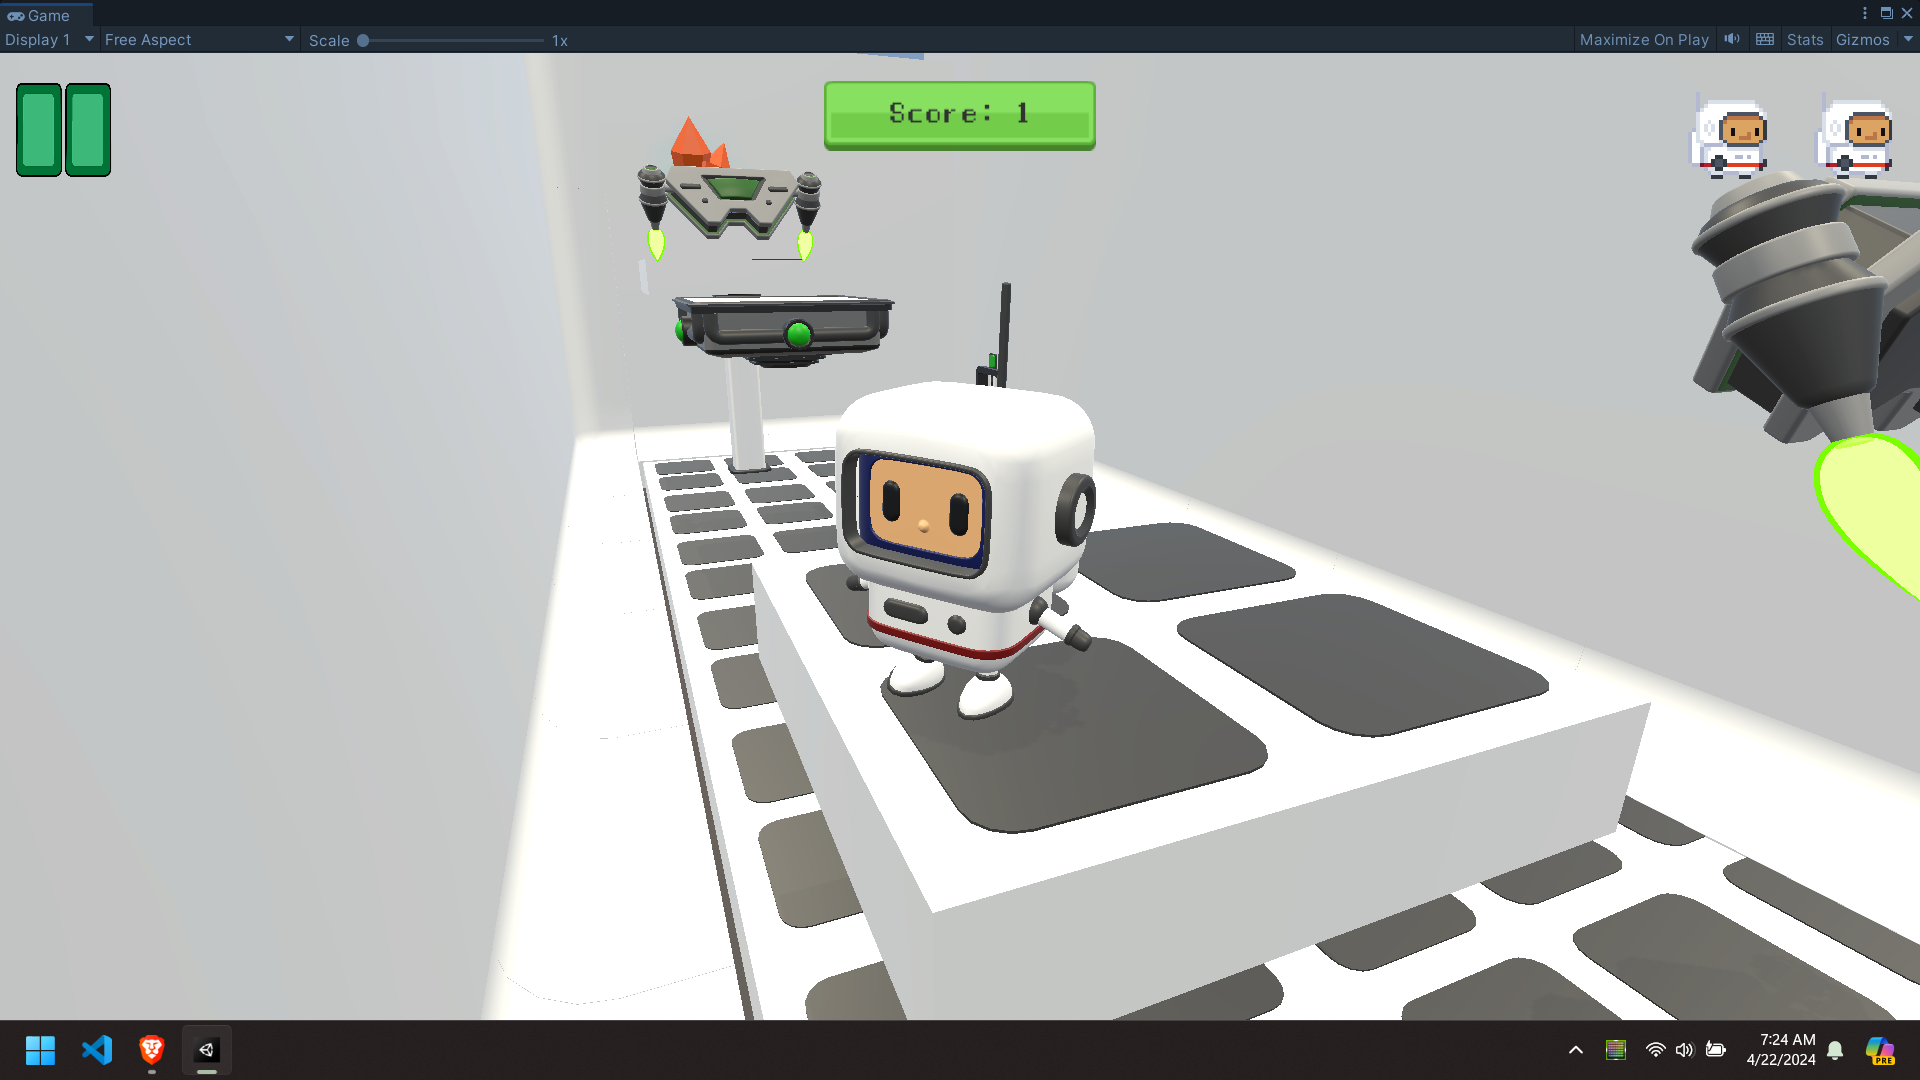 Game
Display 1
Free Aspect
Scale
1x
Maximize On Play
Stats
Gizmos
Score: 1
7:24 AM
4/22/2024
PRE